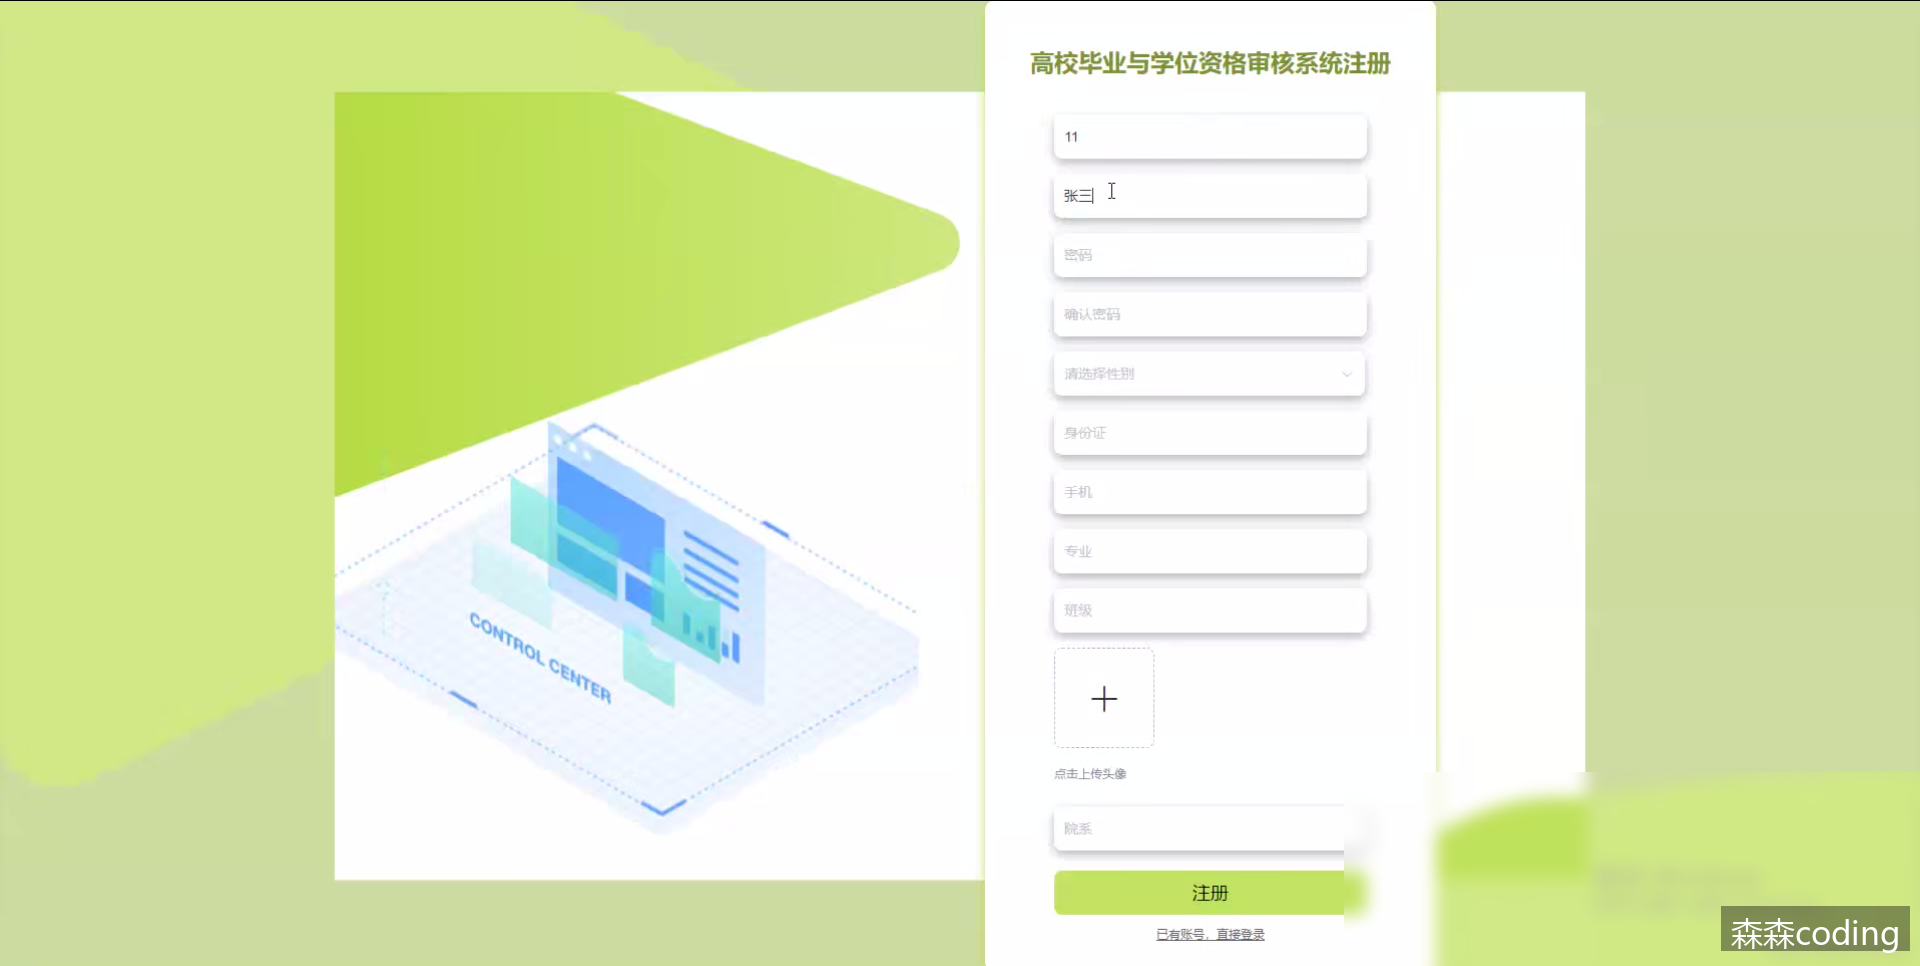 高校毕业与学位资格审核系统注册
11
张三
密码
确认密码
请选择性别
身份证
手机
专业
班级
点击上传头像
院系
注册
已有账号，直接登录
CONTROL CENTER
森森coding